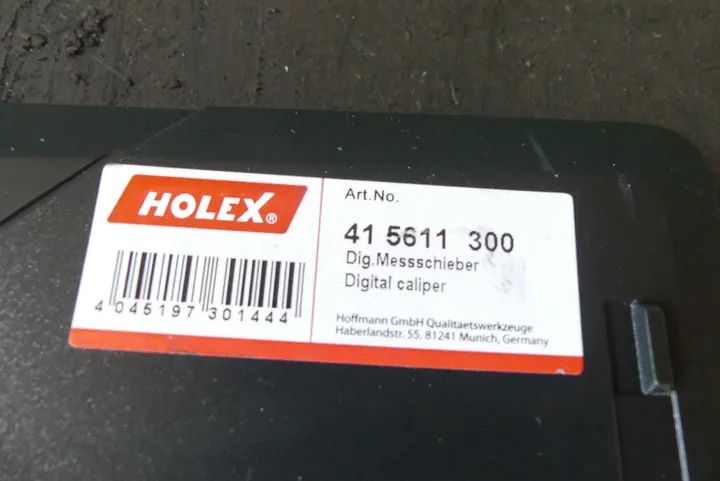 HOLEX®
4 045197 301444
Art.No.
41 5611 300
Dig.Messschieber
Digital caliper
Hoffmann GmbH Qualitaetswerkzeuge
Haberlandstr. 55, 81241 Munich, Germany